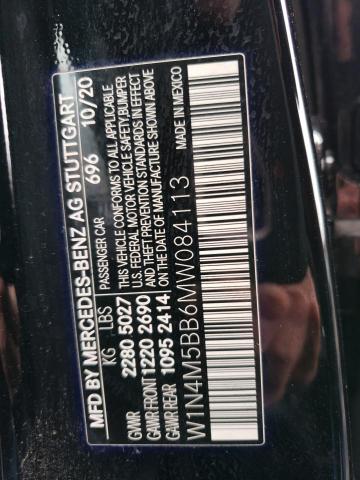 MFD BY MERCEDES-BENZ AG STUTTGART
696 10/20
PASSENGER CAR
KG LBS
GVWR 2280 5027
GAWR FRONT 1220 2690
GAWR REAR 1095 2414
THIS VEHICLE CONFORMS TO ALL APPLICABLE
U.S. FEDERAL MOTOR VEHICLE SAFETY, BUMPER
AND THEFT PREVENTION STANDARDS IN EFFECT
ON THE DATE OF MANUFACTURE SHOWN ABOVE
MADE IN MEXICO
W1N4M5BB6MW084113